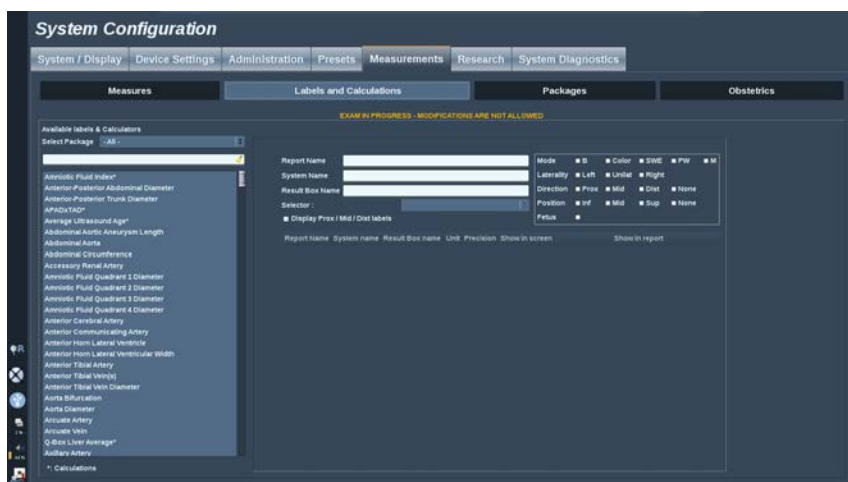 System Configuration
System / Display Device Settings Administration Presets Measurements Research System Diagnostics
Measures Labels and Calculations Packages Obstetrics
EXAM IN PROGRESS - MODIFICATIONS ARE NOT ALLOWED
Available labels & Calculators
Select Package - All -
Amniotic Fluid Index*
Anterior-Posterior Abdominal Diameter
Anterior-Posterior Trunk Diameter
APADxTAD*
Average Ultrasound Age*
Abdominal Aortic Aneurysm Length
Abdominal Aorta
Abdominal Circumference
Accessory Renal Artery
Amniotic Fluid Quadrant 1 Diameter
Amniotic Fluid Quadrant 2 Diameter
Amniotic Fluid Quadrant 3 Diameter
Amniotic Fluid Quadrant 4 Diameter
Anterior Cerebral Artery
Anterior Communicating Artery
Anterior Horn Lateral Ventricle
Anterior Horn Lateral Ventricular Width
Anterior Tibial Artery
Anterior Tibial Vein(s)
Anterior Tibial Vein Diameter
Aorta Bifurcation
Aorta Diameter
Arcuate Artery
Arcuate Vein
Q-Box Liver Average*
Axillary Artery
*: Calculations
Report Name
System Name
Result Box Name
Selector :
Display Prox / Mid / Dist labels
Mode B Color SWE PW M
Laterality Left Unilat Right
Direction Prox Mid Dist None
Position Inf Mid Sup None
Fetus
Report Name System name Result Box name Unit Precision Show in screen Show in report
R